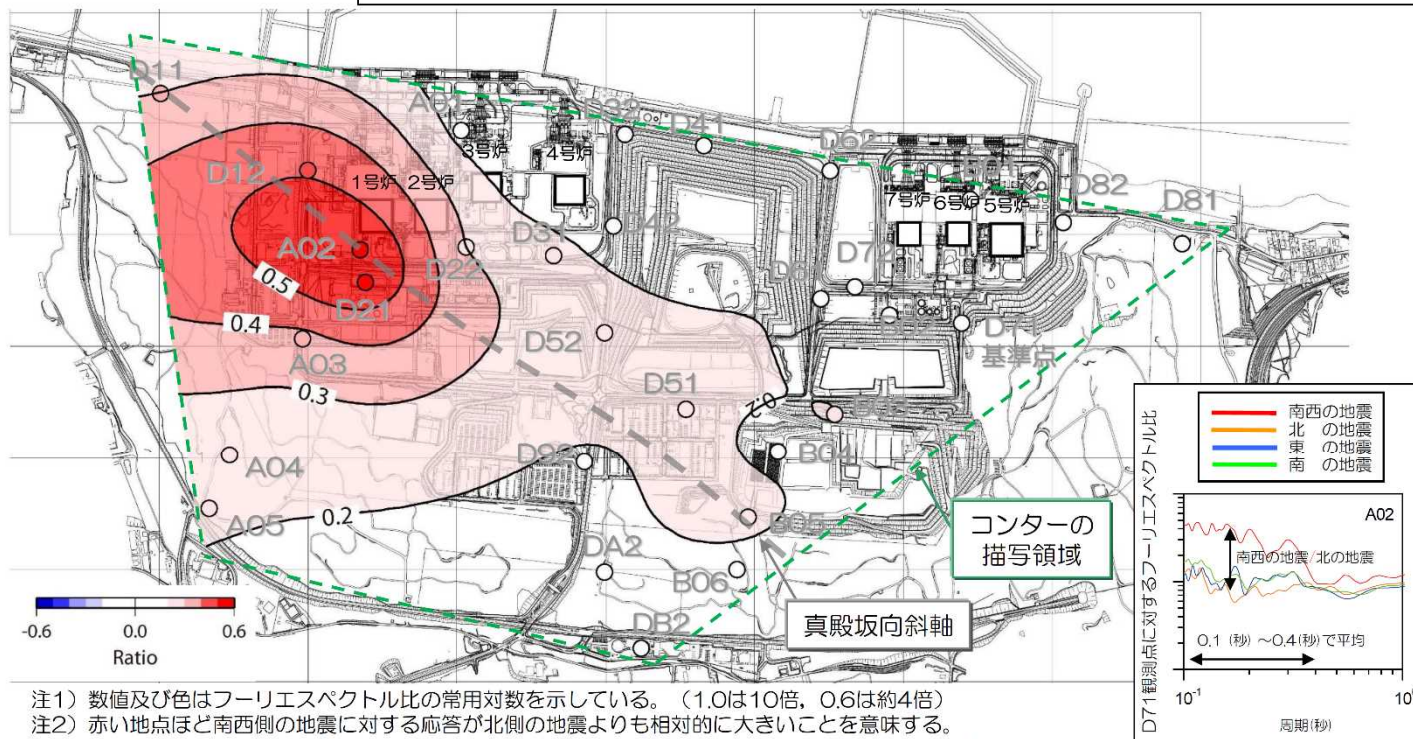 D11
A01
D32
D41
D62
B01
D82
D81
3号炉
4号炉
7号炉
6号炉
5号炉
D12
1号炉
2号炉
D42
A02
D31
D22
D72
D21
0.5
0.4
D52
D71
基準点
A03
0.3
D51
0.2
A04
B04
A05
0.2
B05
DA2
B06
DB2
コンターの
描写領域
真殿坂向斜軸
-0.6
0.0
0.6
Ratio
南西の地震
北 の地震
東 の地震
南 の地震
D71観測点に対するフーリエスペクトル比
A02
南西の地震/北の地震
0.1 (秒) ~0.4(秒)で平均
10-1
周期(秒)
注1)数値及び色はフーリエスペクトル比の常用対数を示している。(1.0は10倍,0.6は約4倍)
注2)赤い地点ほど南西側の地震に対する応答が北側の地震よりも相対的に大きいことを意味する。